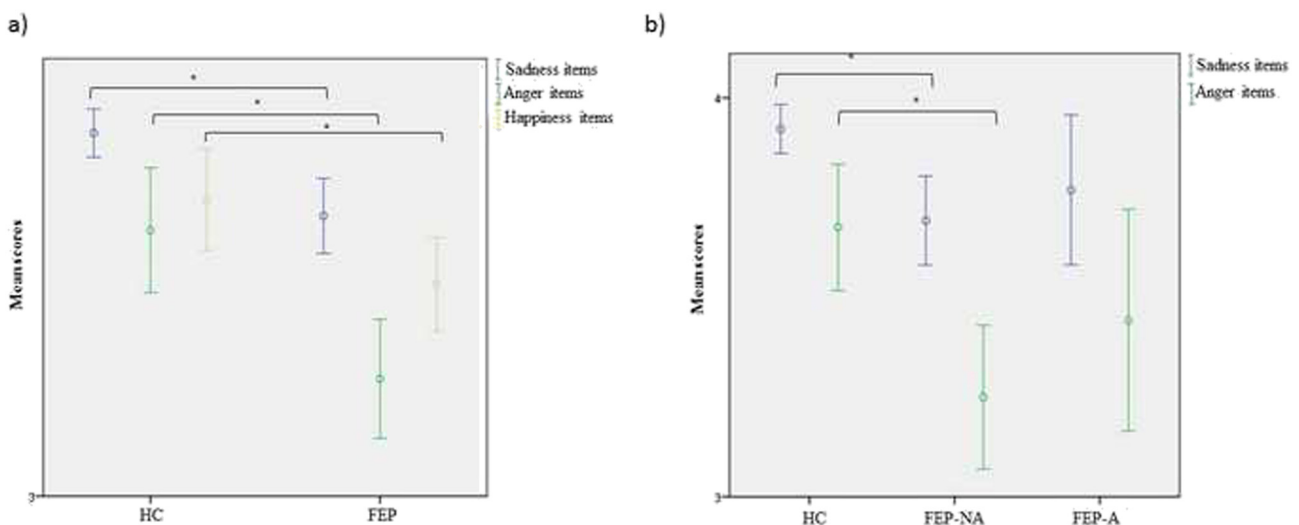 a)
*
*
*
Sadness items
Anger items
Happiness items
Meanscores
3
HC
FEP
b)
*
*
Sadness items
Anger items
4
Meanscores
3
HC
FEP-NA
FEP-A